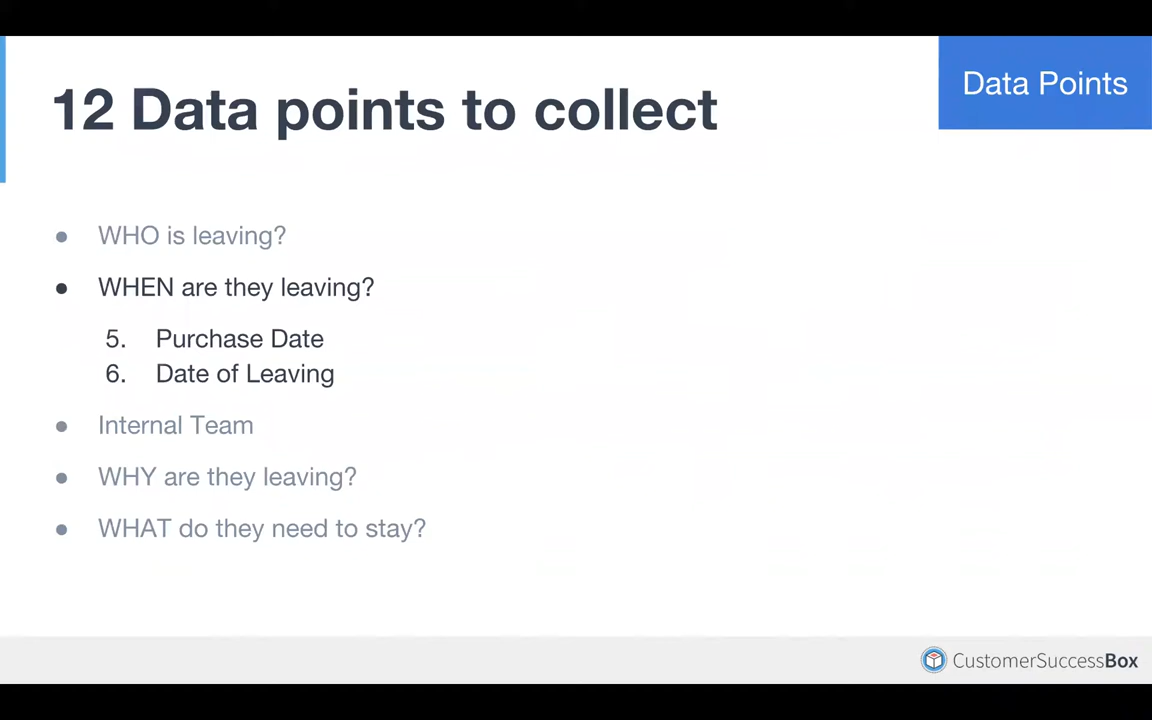 Data Points
12 Data points to collect
● WHO is leaving?
● WHEN are they leaving?
5. Purchase Date
6. Date of Leaving
● Internal Team
● WHY are they leaving?
● WHAT do they need to stay?
CustomerSuccessBox